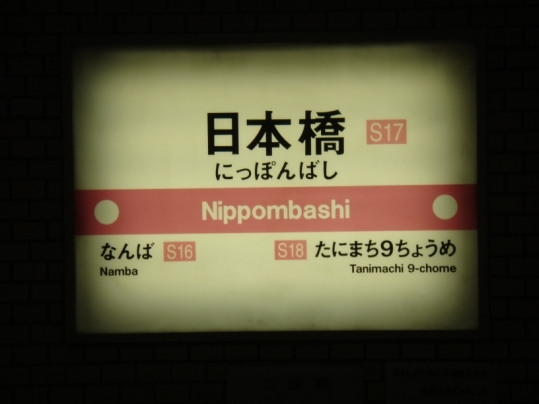 日本橋 S17
にっぽんばし
Nippombashi
なんば S16 S18 たにまち9ちょうめ
Namba Tanimachi 9-chome